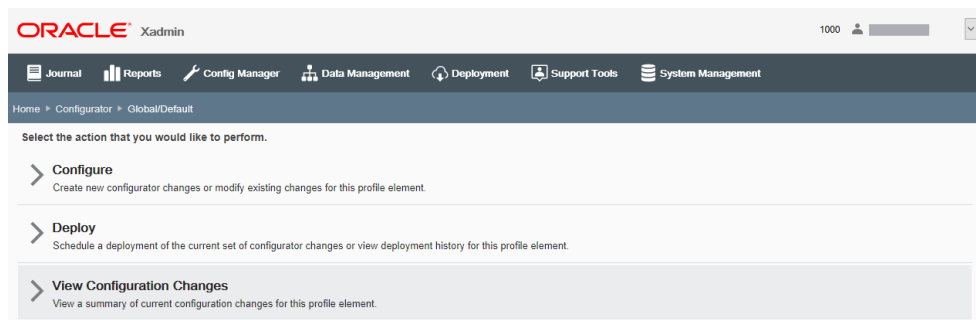 ORACLE® Xadmin
1000
Journal Reports Config Manager Data Management Deployment Support Tools System Management
Home ▸ Configurator ▸ Global/Default
Select the action that you would like to perform.
Configure
Create new configurator changes or modify existing changes for this profile element.
Deploy
Schedule a deployment of the current set of configurator changes or view deployment history for this profile element.
View Configuration Changes
View a summary of current configuration changes for this profile element.